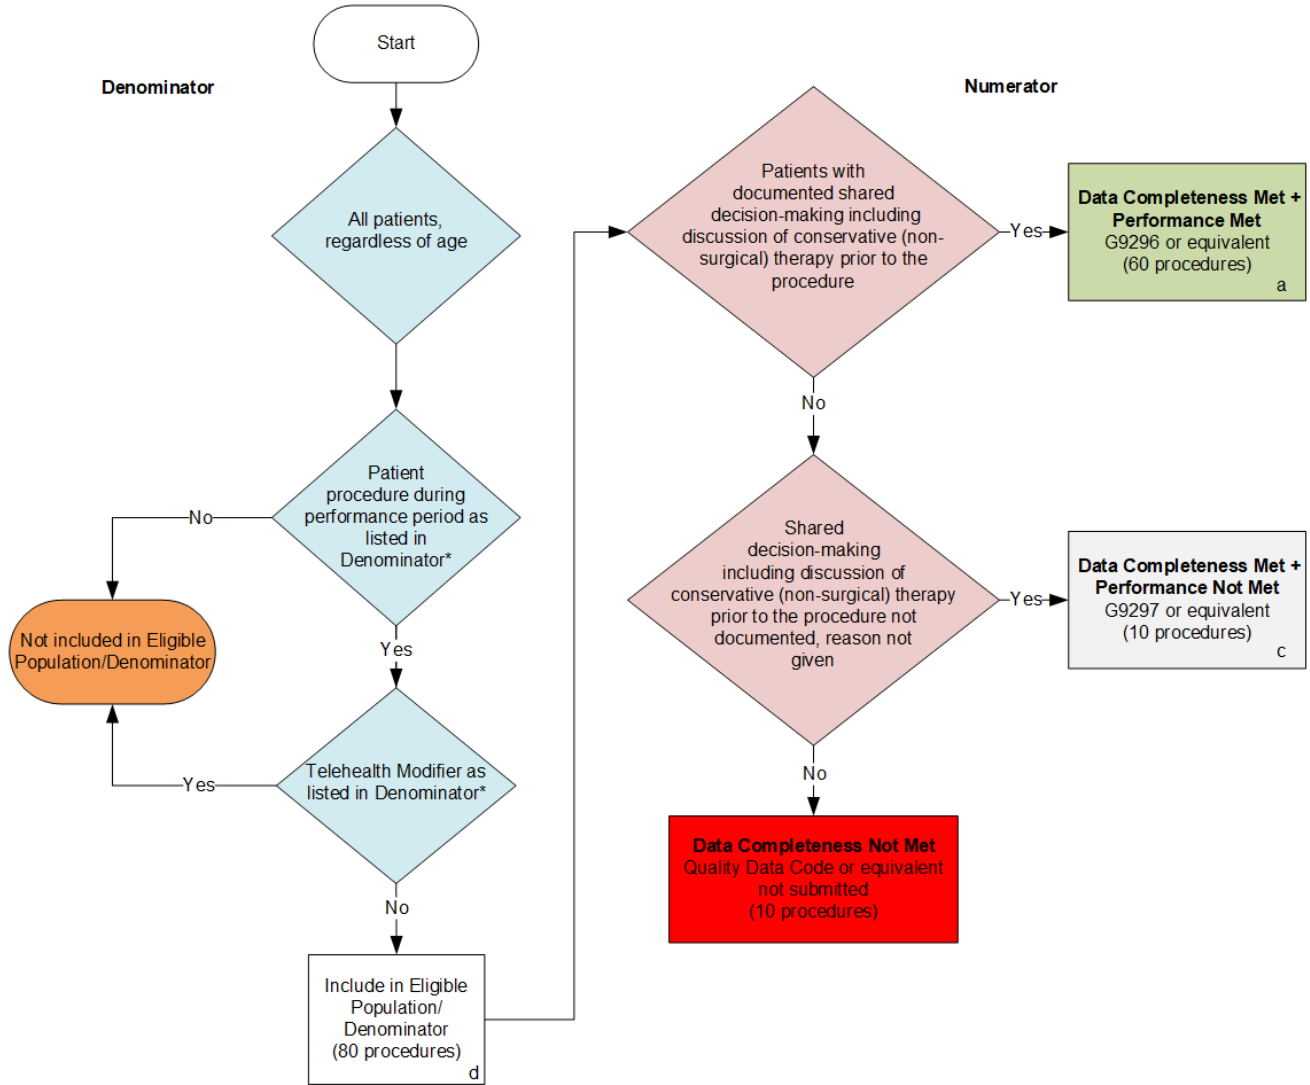 Start
Denominator
All patients,
regardless of age
Patient
procedure during
performance period as
listed in
Denominator*
No
Not included in Eligible
Population/Denominator
Yes
Telehealth Modifier as
listed in Denominator*
Yes
No
Include in Eligible
Population/
Denominator
(80 procedures)
d
Numerator
Patients with
documented shared
decision-making including
discussion of conservative (non-
surgical) therapy prior to the
procedure
Yes
Data Completeness Met +
Performance Met
G9296 or equivalent
(60 procedures)
a
No
Shared
decision-making
including discussion of
conservative (non-surgical) therapy
prior to the procedure not
documented, reason not
given
Yes
Data Completeness Met +
Performance Not Met
G9297 or equivalent
(10 procedures)
c
No
Data Completeness Not Met
Quality Data Code or equivalent
not submitted
(10 procedures)